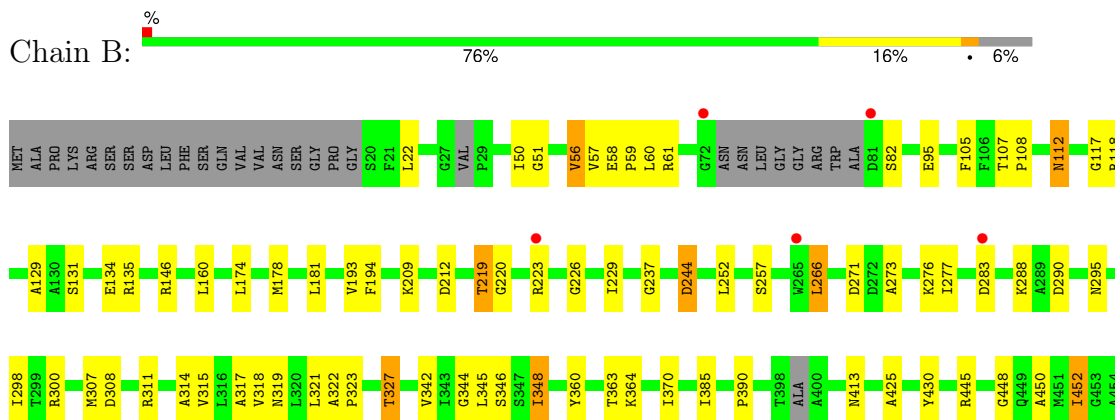 %
Chain B:
76% 16% • 6%
MET ALA PRO LYS ARG SER SER ASP LEU PHE SER GLN VAL VAL ASN SER GLY PRO GLY S20 F21 L22 G27 VAL P29 I50 G51 V56 V57 E58 P59 L60 R61 G72 ASN ASN LEU GLY GLY ARG TRP ALA D81 S82 E95 F105 F106 T107 P108 N112 G117
A129 A130 S131 E134 R135 R146 L160 L174 M178 L181 V193 F194 K209 D212 T219 G220 R223 G226 I229 G237 D244 L252 S257 W265 L266 D271 D272 A273 K276 I277 D283 K288 A289 D290 N295
I298 T299 R300 M307 D308 R311 A314 V315 L316 A317 V318 N319 L320 L321 A322 P323 T327 V342 I343 G344 L345 S346 S347 I348 Y360 T363 K364 I370 I385 P390 T398 ALA A400 N413 A425 Y430 R445 G448 Q449 A450 M451 I452 G453